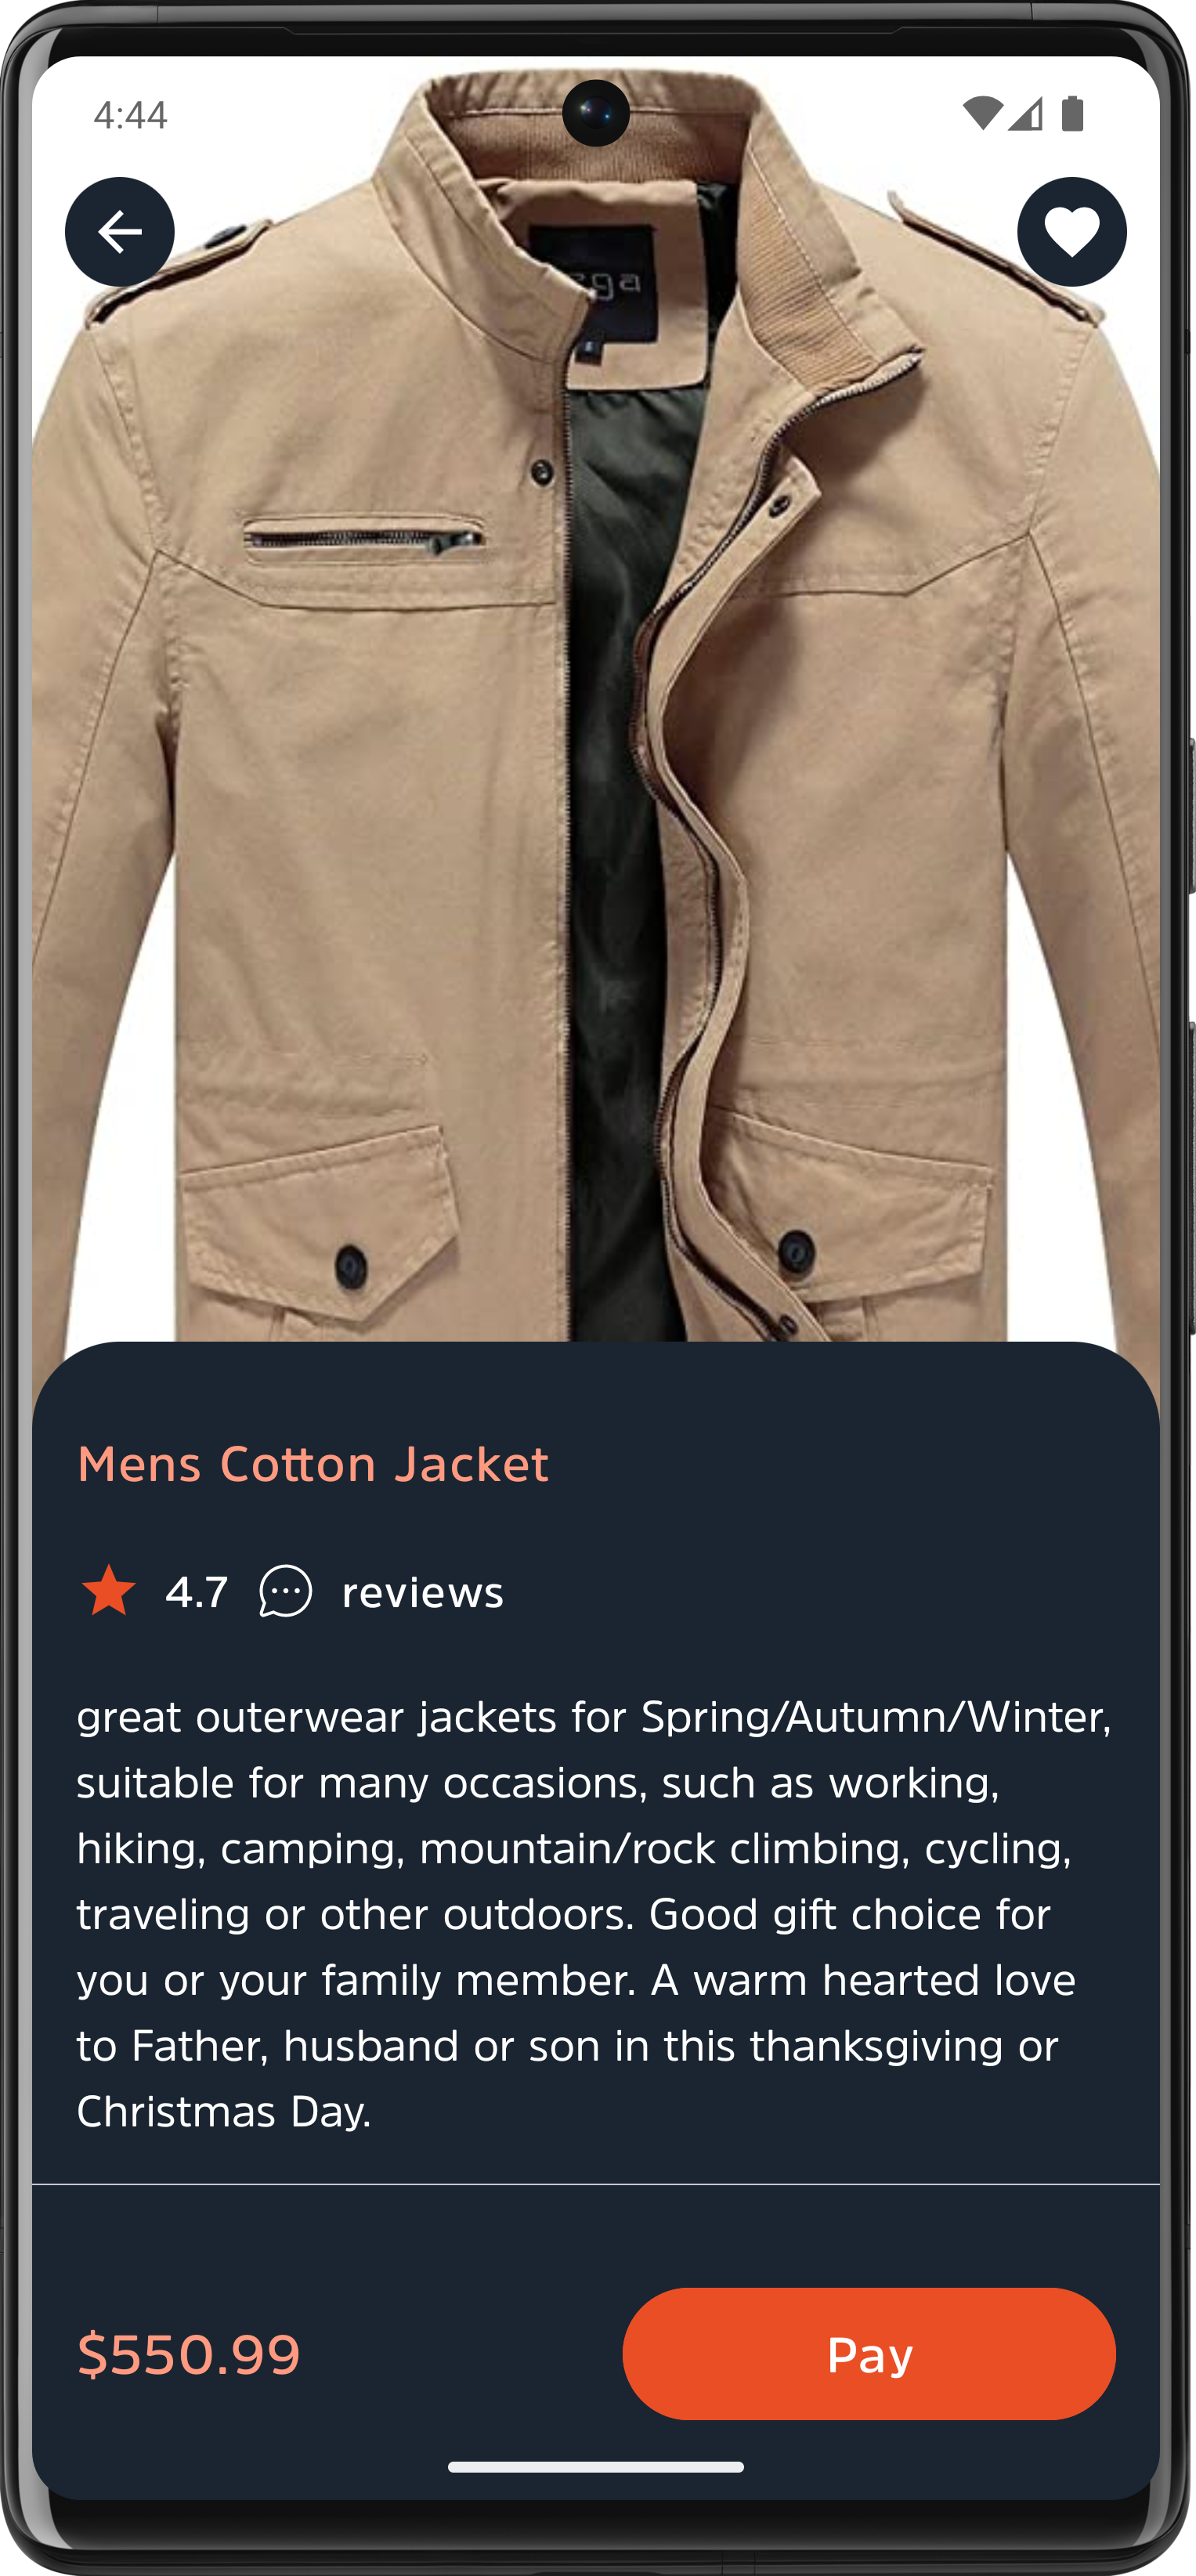 4:44
Mens Cotton Jacket
4.7 reviews
great outerwear jackets for Spring/Autumn/Winter,
suitable for many occasions, such as working,
hiking, camping, mountain/rock climbing, cycling,
traveling or other outdoors. Good gift choice for
you or your family member. A warm hearted love
to Father, husband or son in this thanksgiving or
Christmas Day.
$550.99 Pay